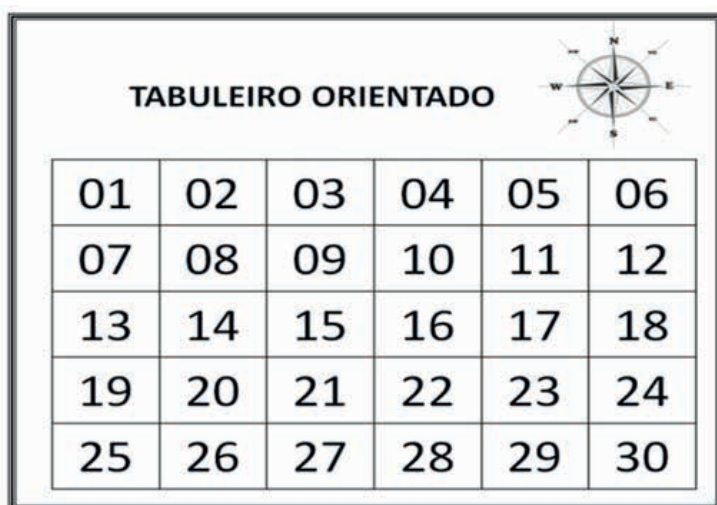 N
TABULEIRO ORIENTADO
W E
S
01 02 03 04 05 06
07 08 09 10 11 12
13 14 15 16 17 18
19 20 21 22 23 24
25 26 27 28 29 30